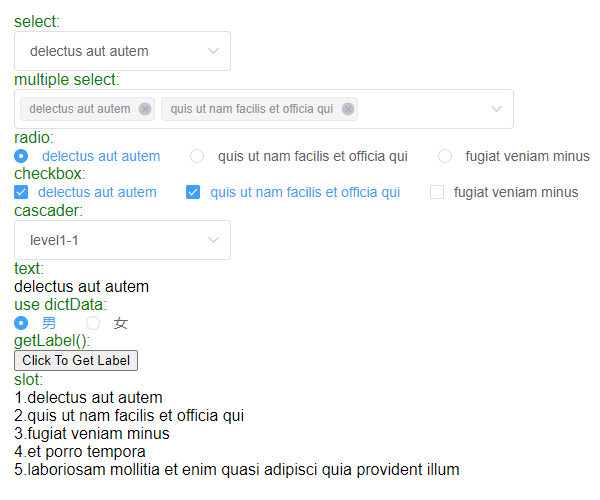 select:
delectus aut autem
multiple select:
delectus aut autem quis ut nam facilis et officia qui
radio:
delectus aut autem quis ut nam facilis et officia qui fugiat veniam minus
checkbox:
delectus aut autem quis ut nam facilis et officia qui fugiat veniam minus
cascader:
level1-1
text:
delectus aut autem
use dictData:
男 女
getLabel():
Click To Get Label
slot:
1.delectus aut autem
2.quis ut nam facilis et officia qui
3.fugiat veniam minus
4.et porro tempora
5.laboriosam mollitia et enim quasi adipisci quia provident illum